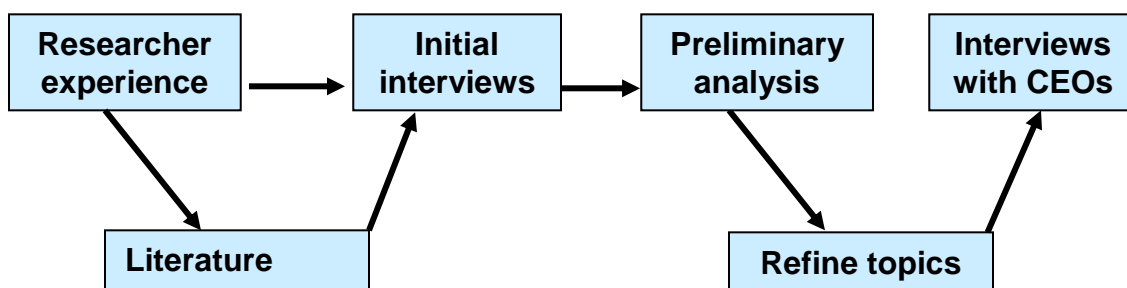 Researcher
experience
Initial
interviews
Preliminary
analysis
Interviews
with CEOs
Literature
Refine topics